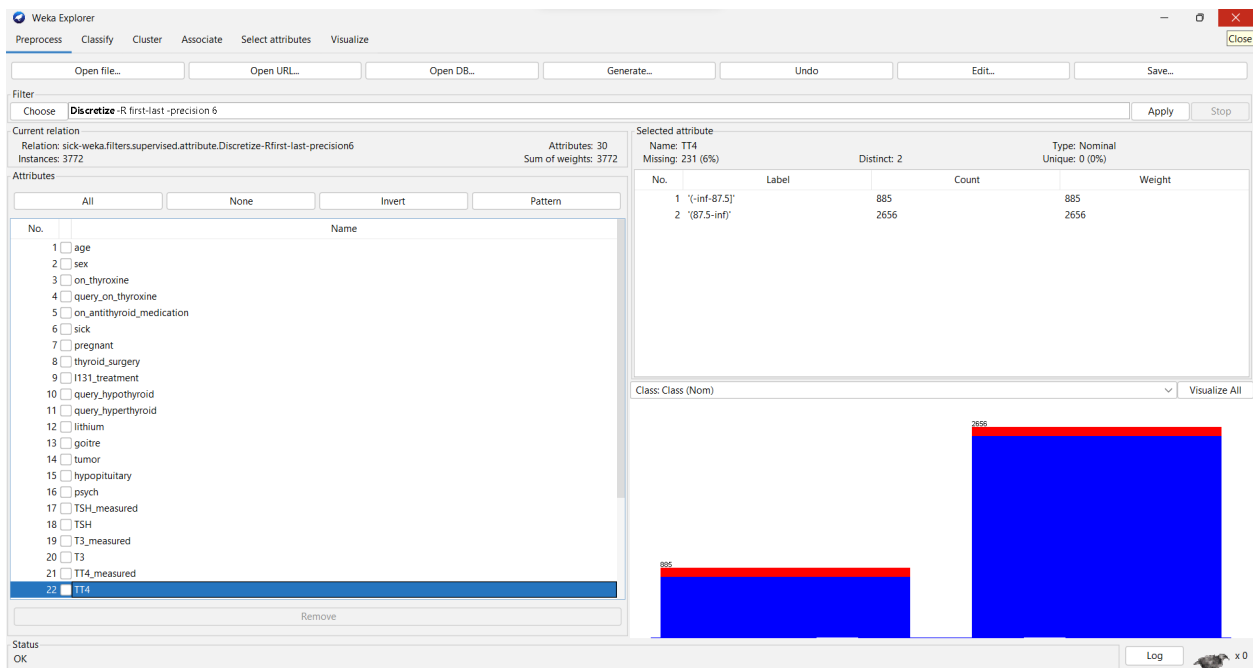 Weka Explorer
Preprocess Classify Cluster Associate Select attributes Visualize
Close
Open file... Open URL... Open DB... Generate... Undo Edit... Save...
Filter
Choose Discretize -R first-last -precision 6 Apply Stop
Current relation
Relation: sick-weka.filters.supervised.attribute.Discretize-Rfirst-last-precision6 Attributes: 30
Instances: 3772 Sum of weights: 3772
Attributes
All None Invert Pattern
No. Name
1 age
2 sex
3 on_thyroxine
4 query_on_thyroxine
5 on_antithyroid_medication
6 sick
7 pregnant
8 thyroid_surgery
9 I131_treatment
10 query_hypothyroid
11 query_hyperthyroid
12 lithium
13 goitre
14 tumor
15 hypopituitary
16 psych
17 TSH_measured
18 TSH
19 T3_measured
20 T3
21 TT4_measured
22 TT4
Remove
Selected attribute
Name: TT4 Type: Nominal
Missing: 231 (6%) Distinct: 2 Unique: 0 (0%)
No. Label Count Weight
1 '(-inf-87.5]' 885 885
2 '(87.5-inf)' 2656 2656
Class: Class (Nom) Visualize All
2656
885
Status
OK
Log x 0